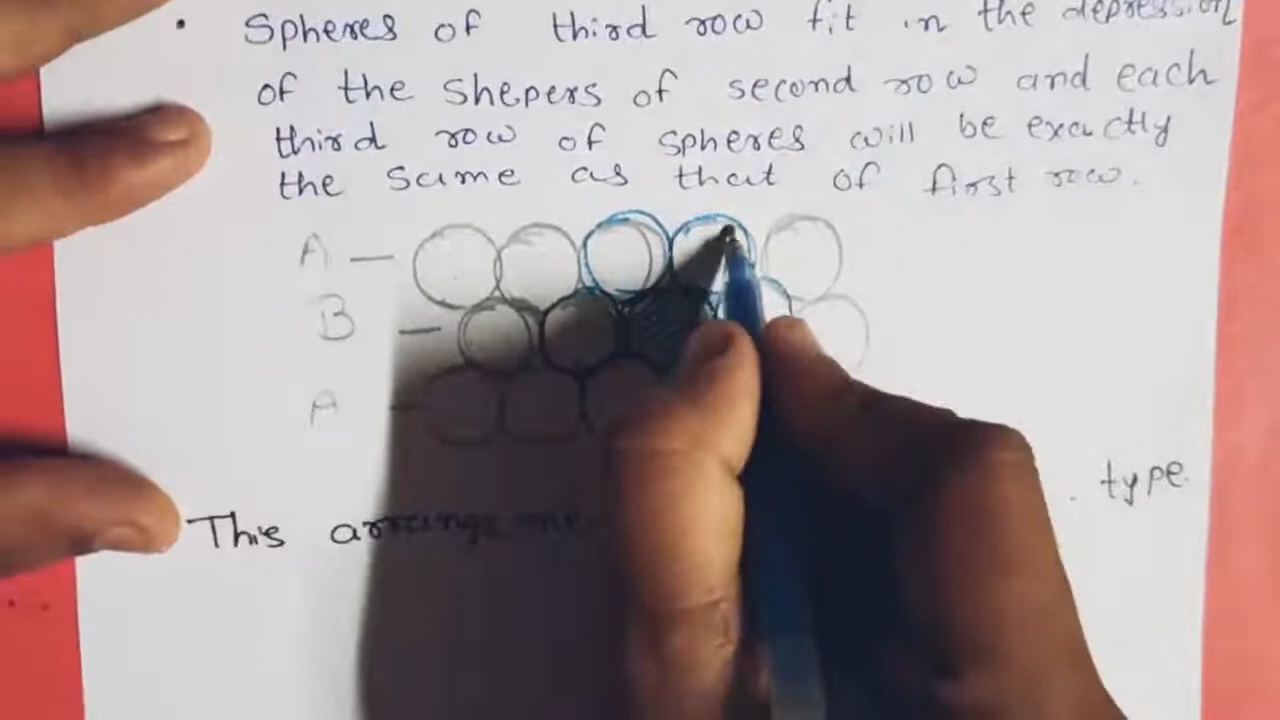 • Spheres of third row fit in the depression
of the shepers of second row and each
third row of spheres will be exactly
the same as that of first row.
A —
B —
A —
This arrangeme
. type